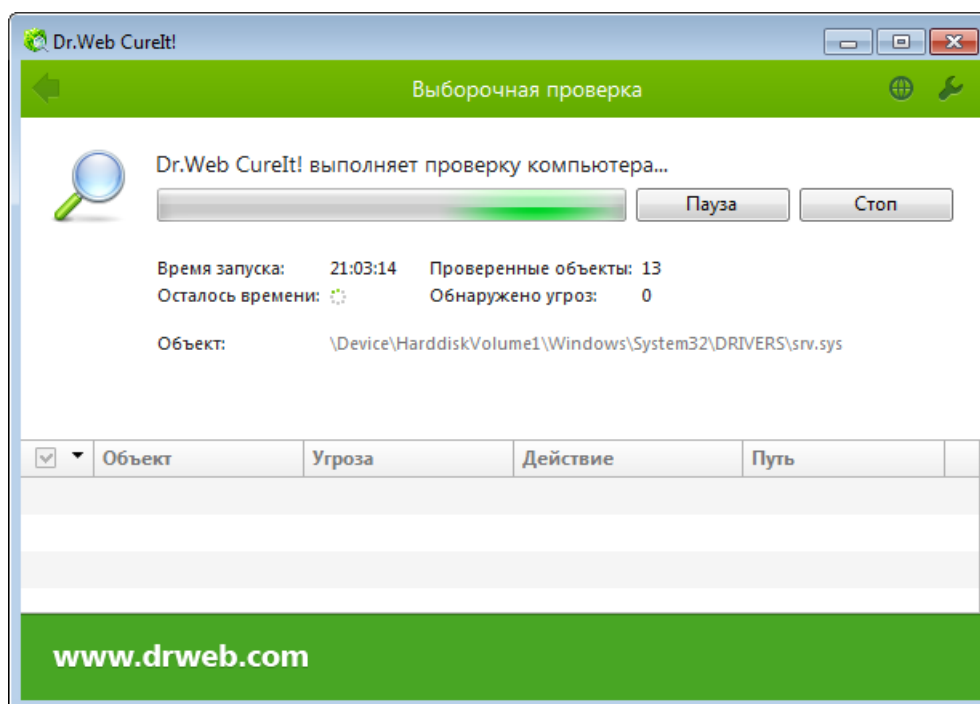 Dr.Web CureIt!
Выборочная проверка
Dr.Web CureIt! выполняет проверку компьютера...
Пауза
Стоп
Время запуска: 21:03:14 Проверенные объекты: 13
Осталось времени: Обнаружено угроз: 0
Объект: \Device\HarddiskVolume1\Windows\System32\DRIVERS\srv.sys
Объект Угроза Действие Путь
www.drweb.com